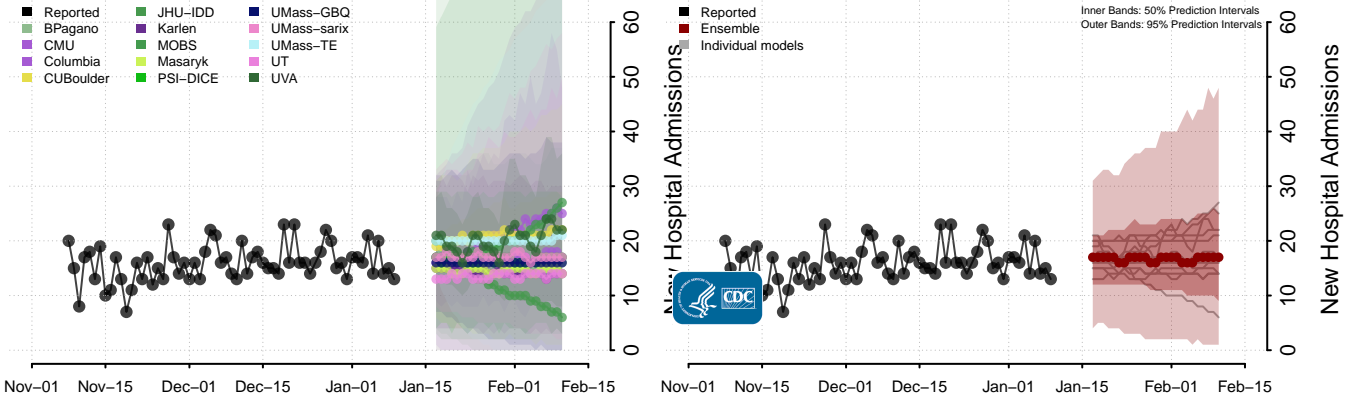 Reported
BPagano
CMU
Columbia
CUBoulder
JHU−IDD
Karlen
MOBS
Masaryk
PSI−DICE
UMass−GBQ
UMass−sarix
UMass−TE
UT
UVA
60
50
40
30
20
10
0
New Hospital Admissions
Nov−01
Nov−15
Dec−01
Dec−15
Jan−01
Jan−15
Feb−01
Feb−15
Reported
Ensemble
Individual models
Inner Bands: 50% Prediction Intervals
Outer Bands: 95% Prediction Intervals
CDC
60
50
40
30
20
10
0
New Hospital Admissions
Nov−01
Nov−15
Dec−01
Dec−15
Jan−01
Jan−15
Feb−01
Feb−15